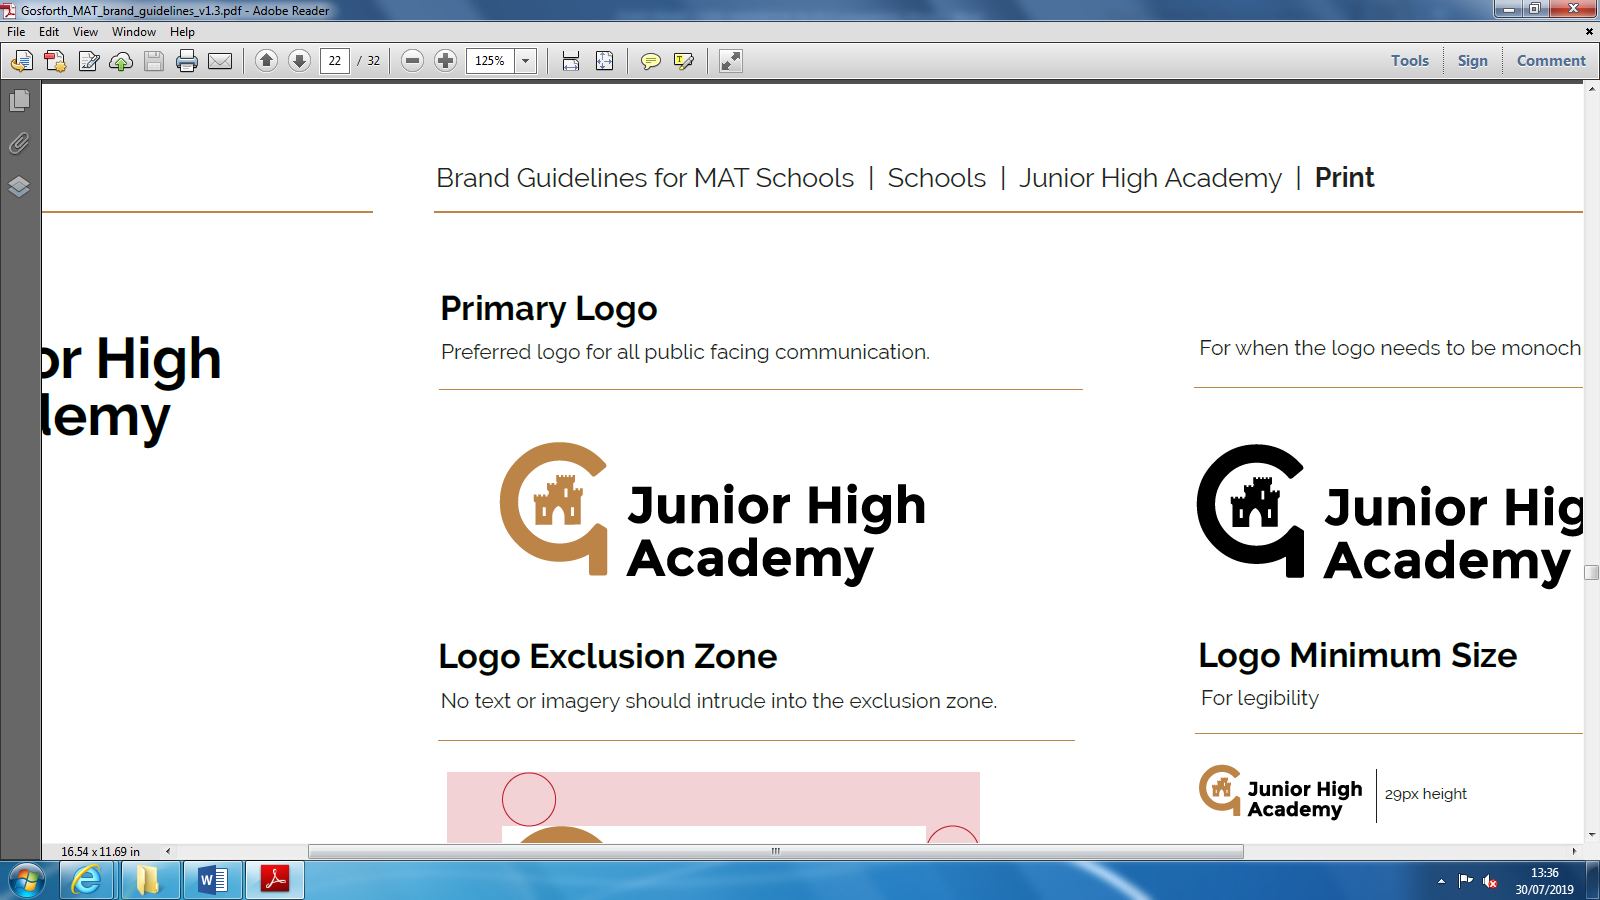 Gosforth_MAT_brand_guidelines_v1.3.pdf - Adobe Reader
File Edit View Window Help
22 / 32 125% Tools Sign Comment
Brand Guidelines for MAT Schools | Schools | Junior High Academy | Print
or High
demy
Primary Logo
Preferred logo for all public facing communication.
For when the logo needs to be monoch
Junior High
Academy
Junior Hig
Academy
Logo Exclusion Zone
No text or imagery should intrude into the exclusion zone.
Logo Minimum Size
For legibility
Junior High
Academy
29px height
16.54 x 11.69 in
13:36
30/07/2019